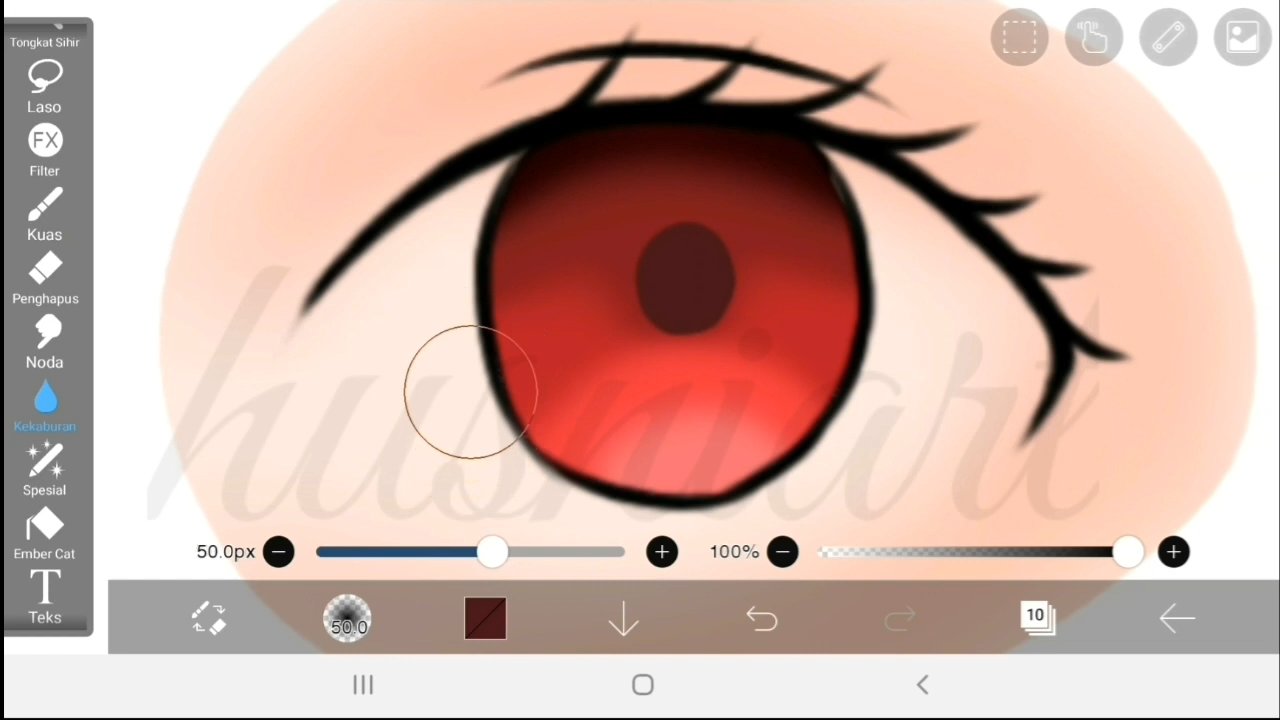 Tongkat Sihir
Laso
FX
Filter
Kuas
Penghapus
Noda
Kekaburan
Spesial
Ember Cat
T
Teks
husniart
50.0px
100%
50.0
10